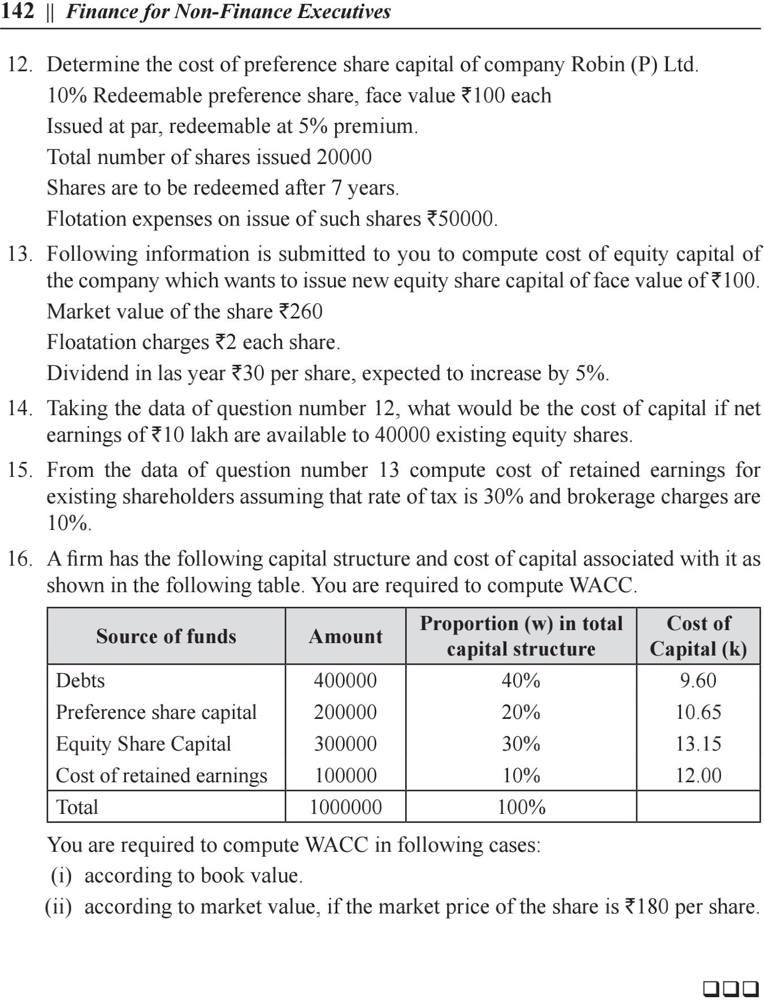 142 || Finance for Non-Finance Executives
12. Determine the cost of preference share capital of company Robin (P) Ltd.
10% Redeemable preference share, face value ₹100 each
Issued at par, redeemable at 5% premium.
Total number of shares issued 20000
Shares are to be redeemed after 7 years.
Flotation expenses on issue of such shares ₹50000.
13. Following information is submitted to you to compute cost of equity capital of
the company which wants to issue new equity share capital of face value of ₹100.
Market value of the share ₹260
Floatation charges ₹2 each share.
Dividend in las year ₹30 per share, expected to increase by 5%.
14. Taking the data of question number 12, what would be the cost of capital if net
earnings of ₹10 lakh are available to 40000 existing equity shares.
15. From the data of question number 13 compute cost of retained earnings for
existing shareholders assuming that rate of tax is 30% and brokerage charges are
10%.
16. A firm has the following capital structure and cost of capital associated with it as
shown in the following table. You are required to compute WACC.
Source of funds Amount Proportion (w) in total capital structure Cost of Capital (k)
Debts 400000 40% 9.60
Preference share capital 200000 20% 10.65
Equity Share Capital 300000 30% 13.15
Cost of retained earnings 100000 10% 12.00
Total 1000000 100%
You are required to compute WACC in following cases:
(i) according to book value.
(ii) according to market value, if the market price of the share is ₹180 per share.